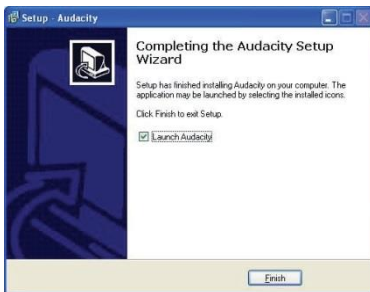 Setup - Audacity
Completing the Audacity Setup
Wizard
Setup has finished installing Audacity on your computer. The
application may be launched by selecting the installed icons.
Click Finish to exit Setup.
Launch Audacity
Finish